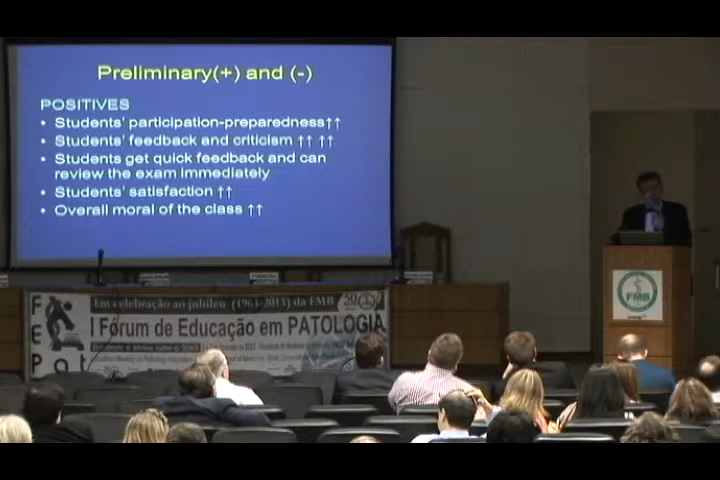 Preliminary(+) and (-)
POSITIVES
• Students' participation-preparedness↑↑
• Students' feedback and criticism ↑↑ ↑↑
• Students get quick feedback and can
review the exam immediately
• Students' satisfaction ↑↑
• Overall moral of the class ↑↑
Em celebração ao jubileu (1963-2013) da FMB
I Fórum de Educação em PATOLOGIA
FEPat
FMB